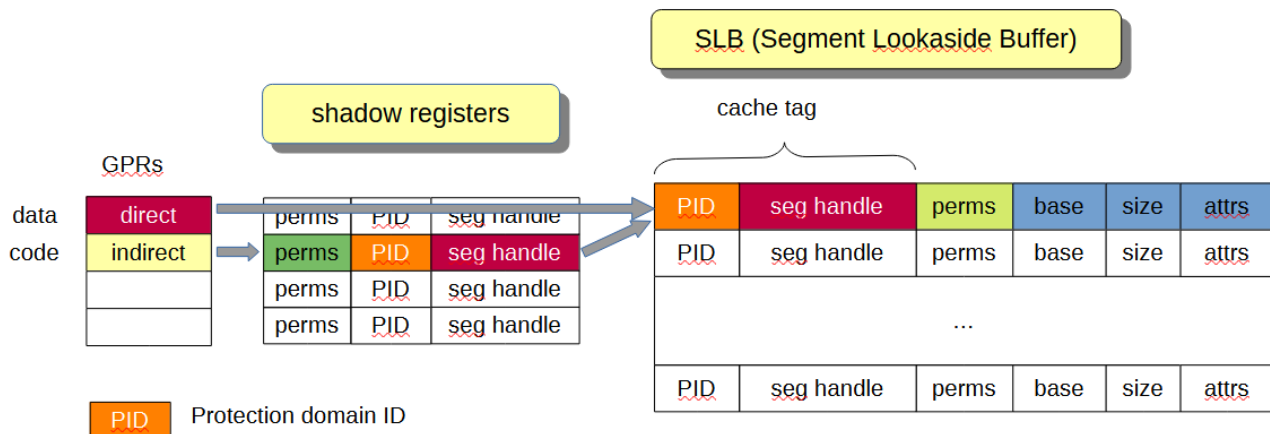 SLB (Segment Lookaside Buffer)
shadow registers
cache tag
GPRs
data direct perms PID seg handle PID seg handle perms base size attrs
code indirect perms PID seg handle PID seg handle perms base size attrs
perms PID seg handle
perms PID seg handle ...
PID seg handle perms base size attrs
PID Protection domain ID